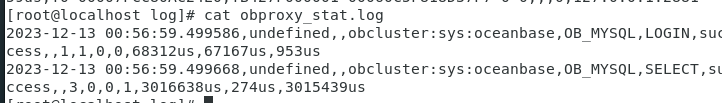 [root@localhost log]# cat obproxy_stat.log
2023-12-13 00:56:59.499586,undefined,,obcluster:sys:oceanbase,OB_MYSQL,LOGIN,suc
cess,,1,1,0,0,68312us,67167us,953us
2023-12-13 00:56:59.499668,undefined,,obcluster:sys:oceanbase,OB_MYSQL,SELECT,su
ccess,,3,0,0,1,3016638us,274us,3015439us
[root@localhost log]#